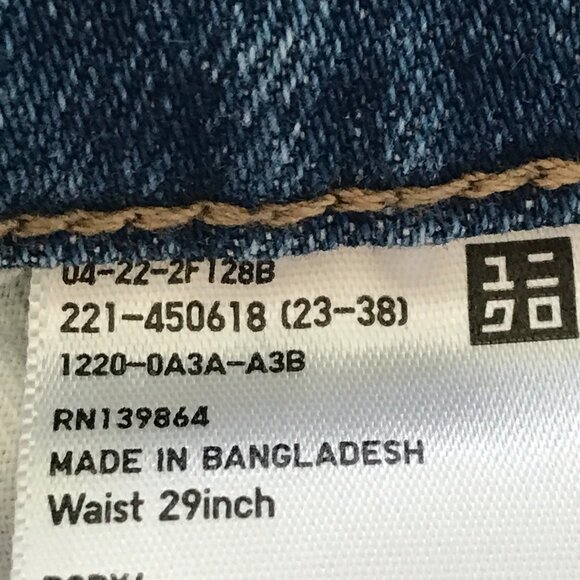 04-22-2F128B
221-450618 (23-38)
ユニ
クロ
1220-0A3A-A3B
RN139864
MADE IN BANGLADESH
Waist 29inch